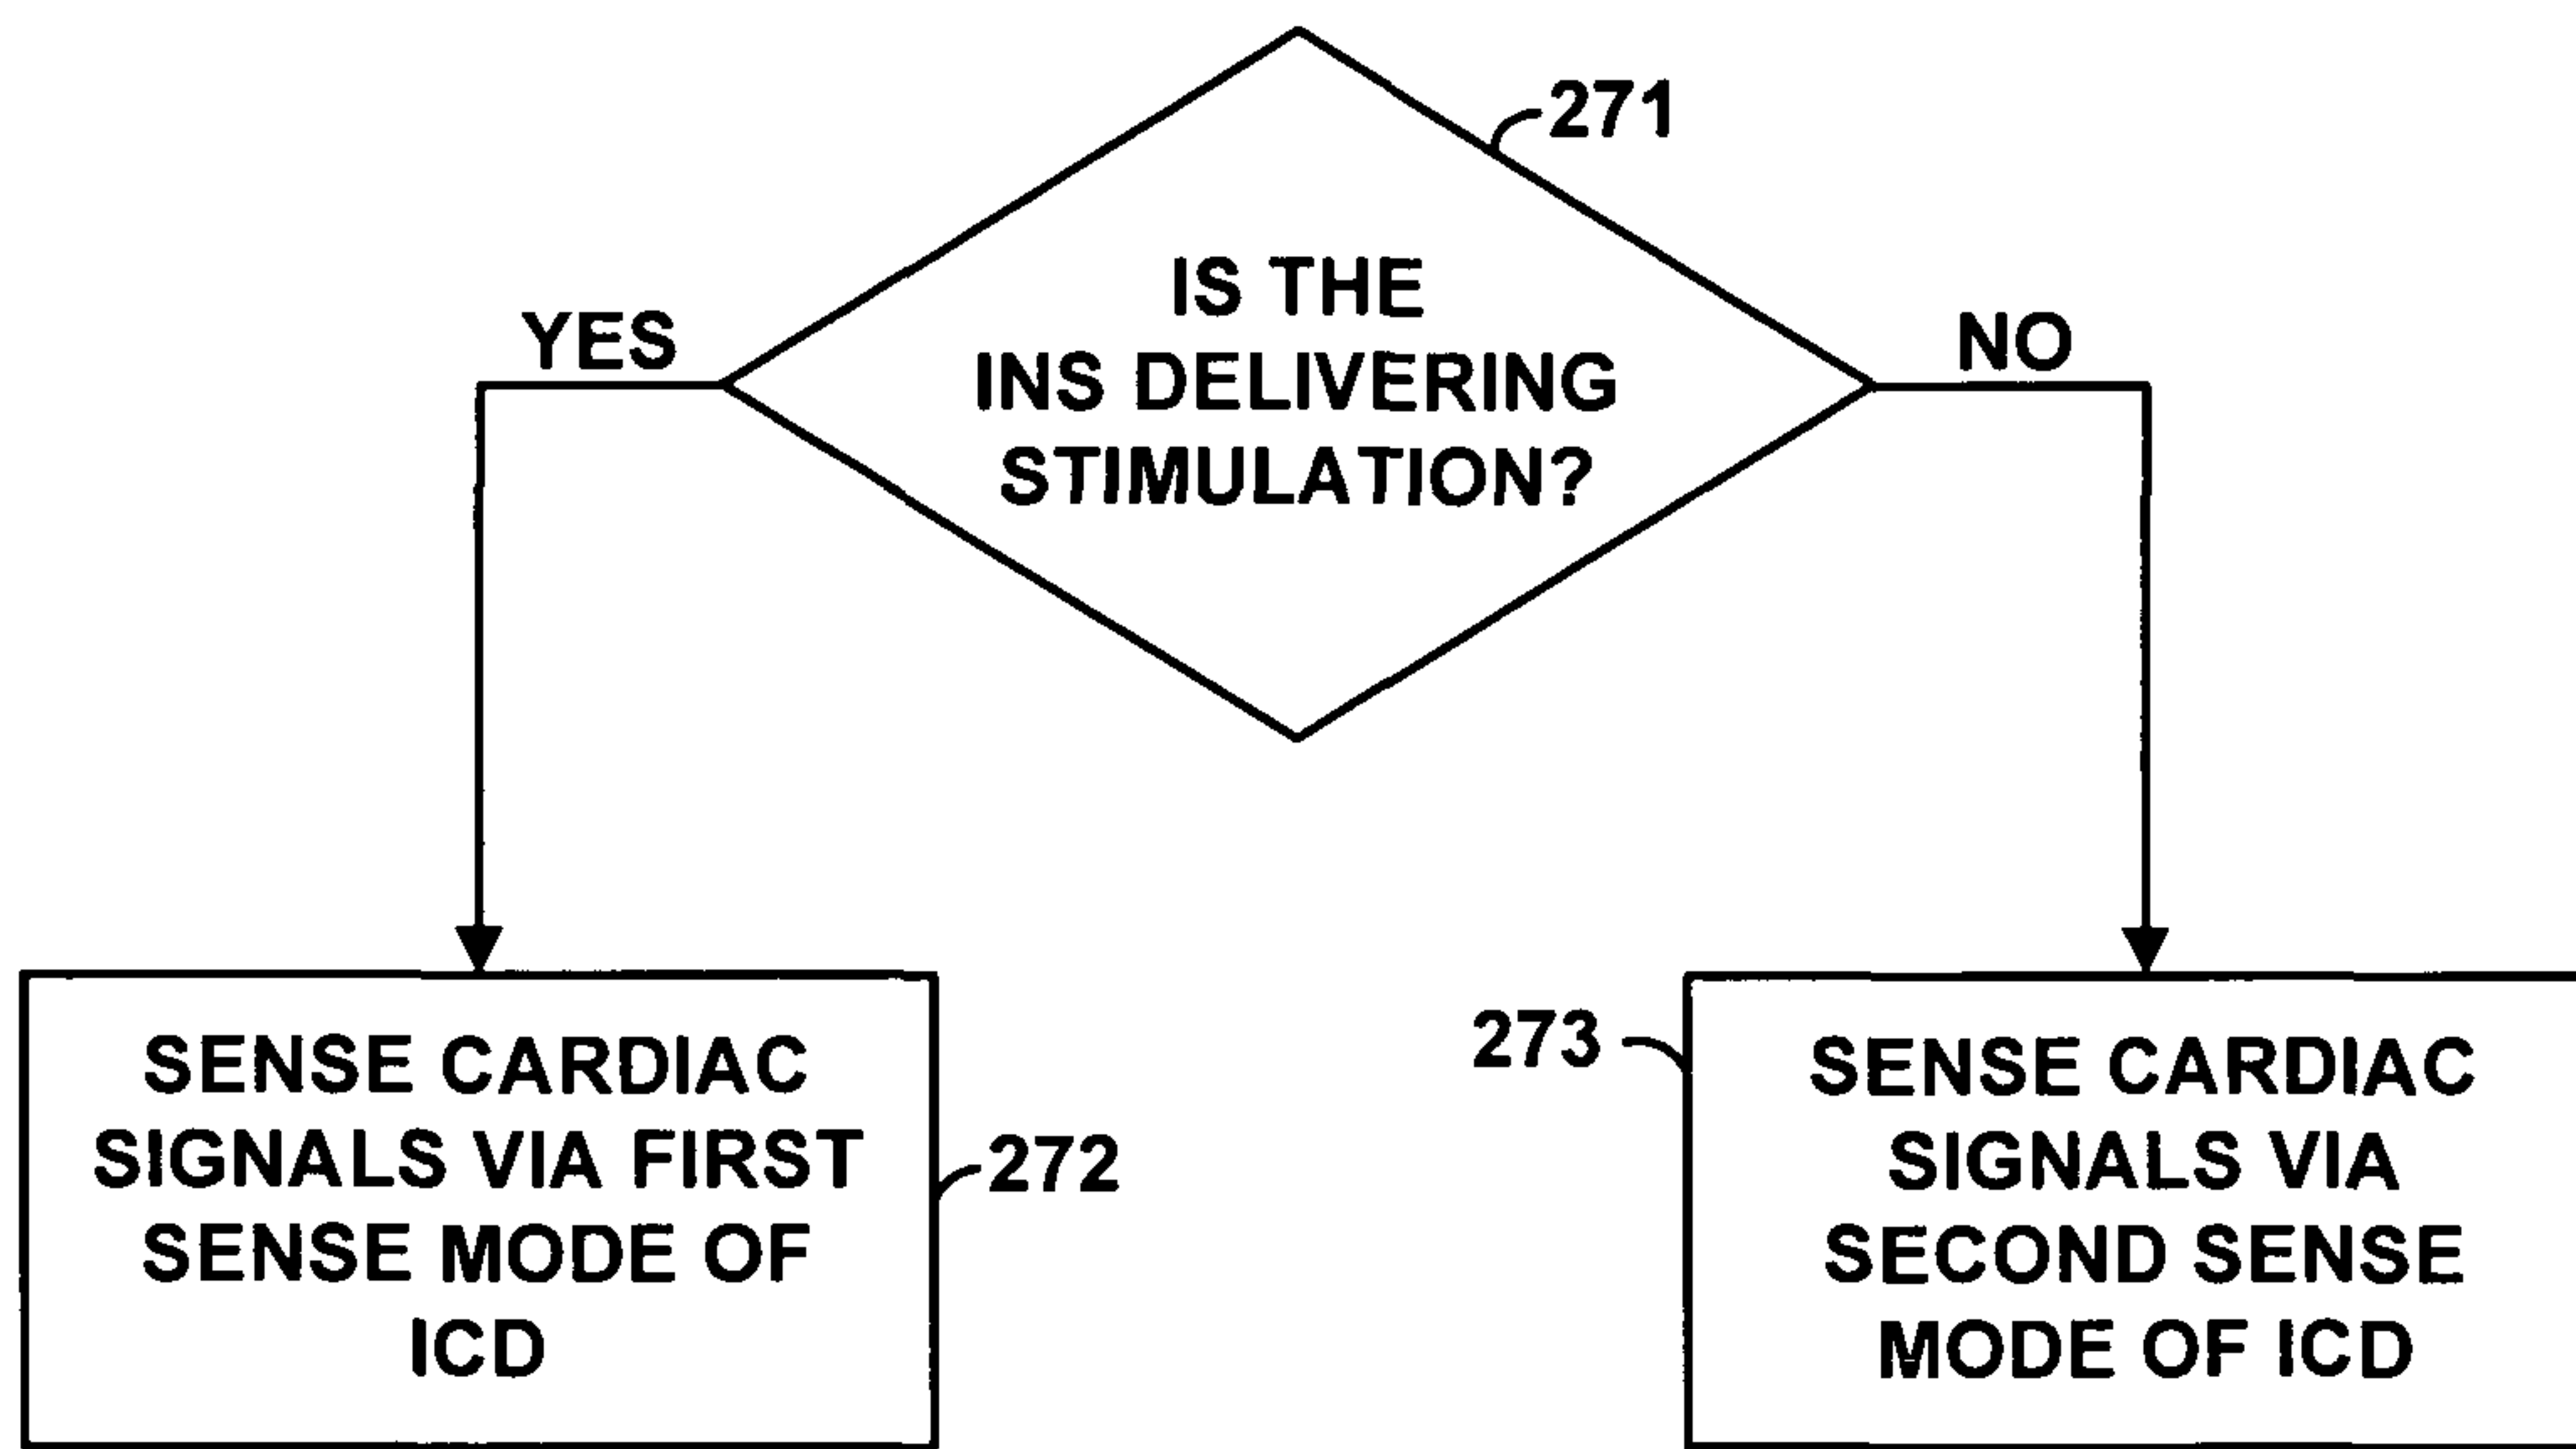 271
IS THE
INS DELIVERING
STIMULATION?
YES
NO
SENSE CARDIAC
SIGNALS VIA FIRST
SENSE MODE OF
ICD
272
273
SENSE CARDIAC
SIGNALS VIA
SECOND SENSE
MODE OF ICD